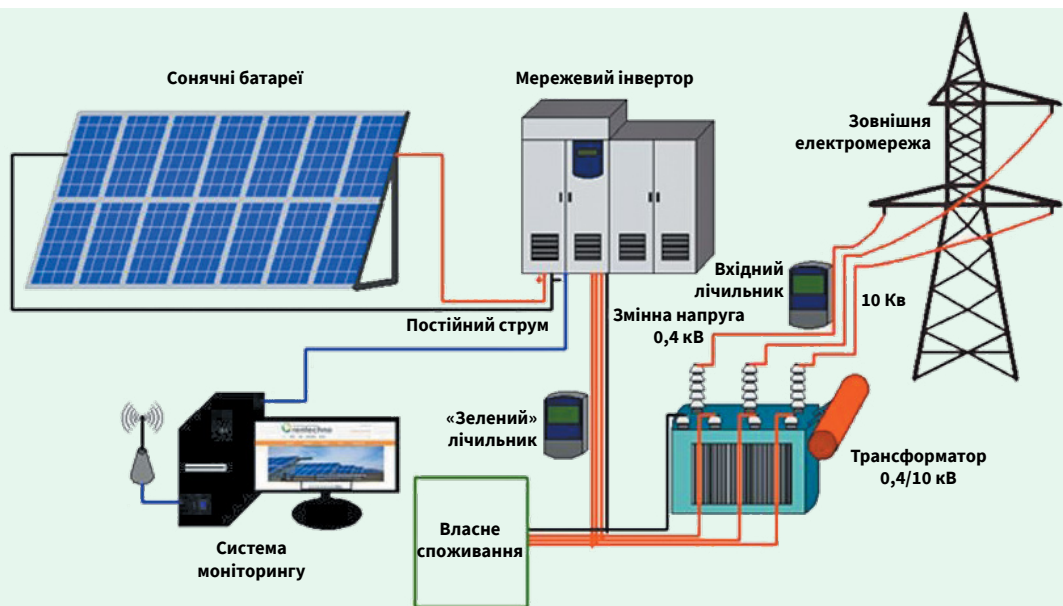 Сонячні батареї
Мережевий інвертор
Зовнішня
електромережа
Вхідний
лічильник
10 Кв
Постійний струм
Змінна напруга
0,4 кВ
«Зелений»
лічильник
rentechno
Трансформатор
0,4/10 кВ
Власне
споживання
Система
моніторингу